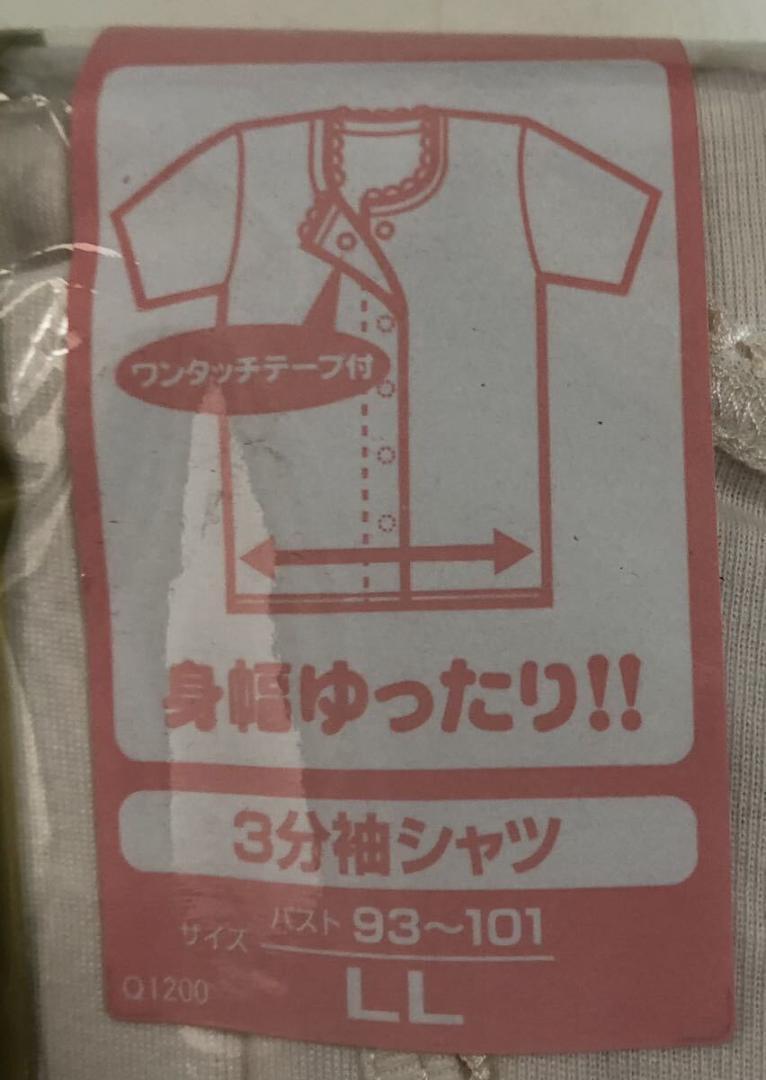 ワンタッチテープ付
身幅ゆったり!!
3分袖シャツ
サイズ バスト 93〜101
LL
Q1200